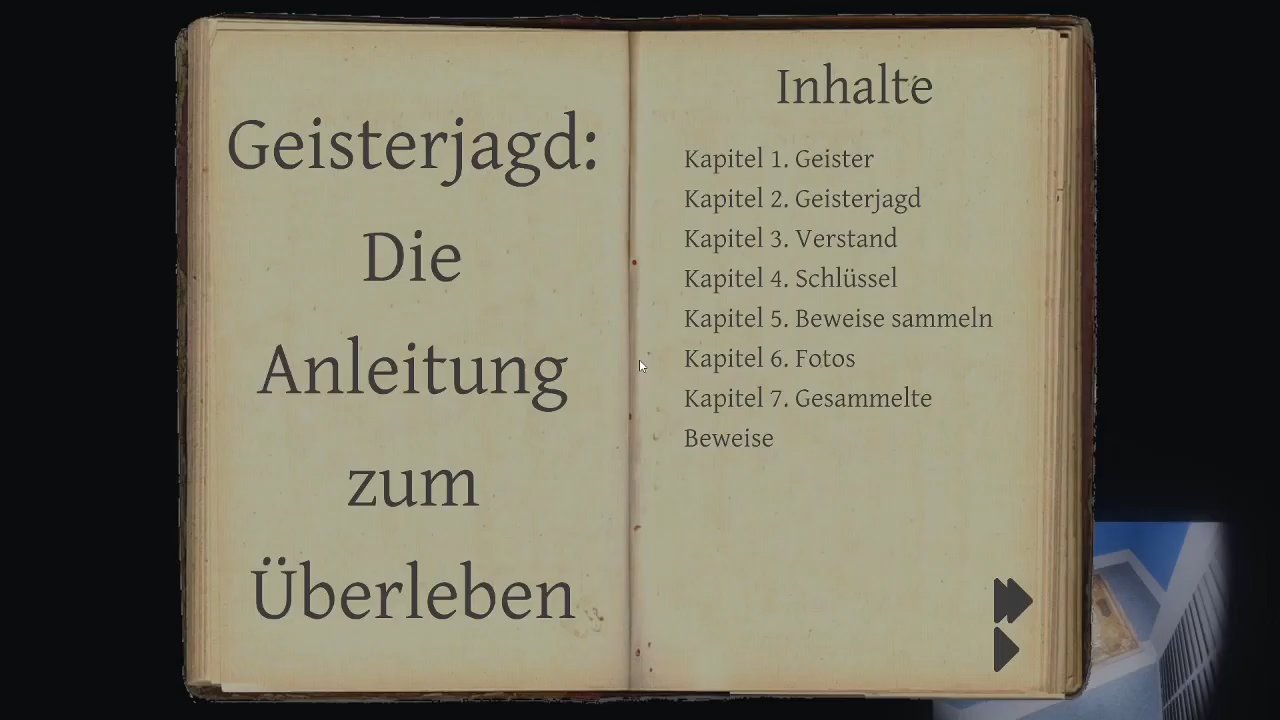 Geisterjagd:
Die
Anleitung
zum
Überleben
Inhalte
Kapitel 1. Geister
Kapitel 2. Geisterjagd
Kapitel 3. Verstand
Kapitel 4. Schlüssel
Kapitel 5. Beweise sammeln
Kapitel 6. Fotos
Kapitel 7. Gesammelte
Beweise